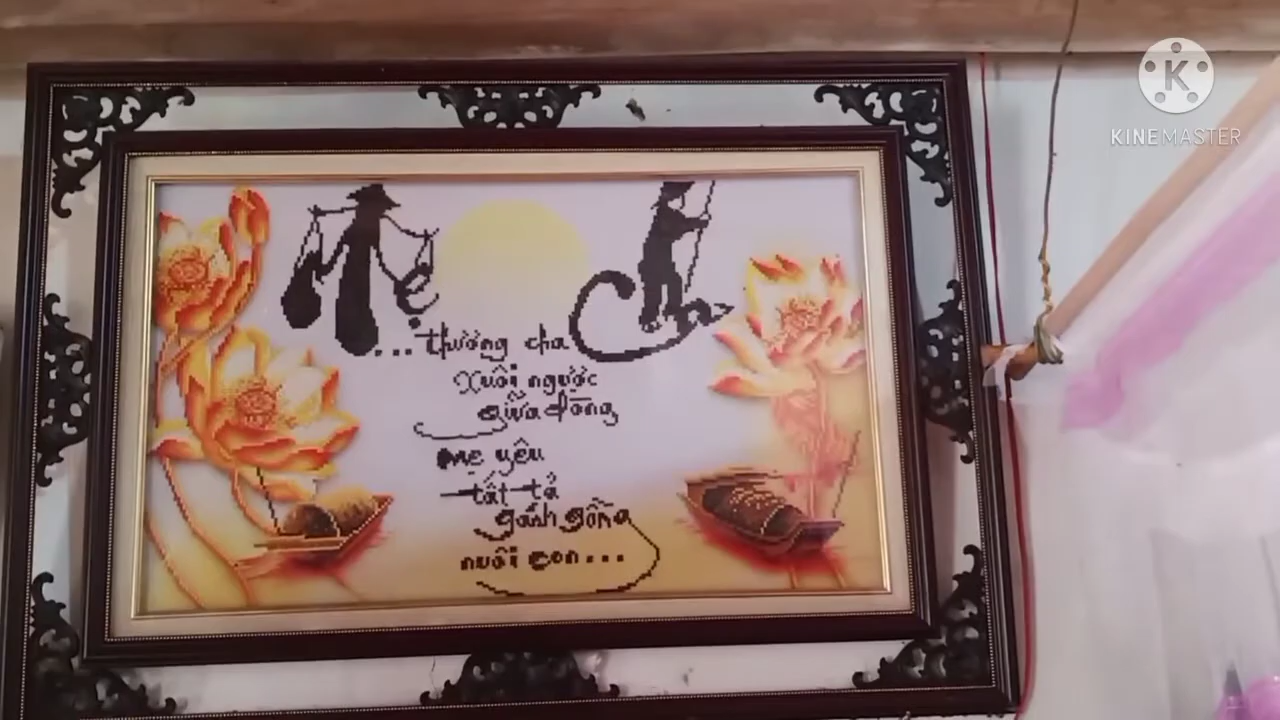 Mẹ
Cha
...thương cha
xuôi ngược
giữa dòng
mẹ yêu
tất tả
gánh gồng
nuôi con...
KINEMASTER